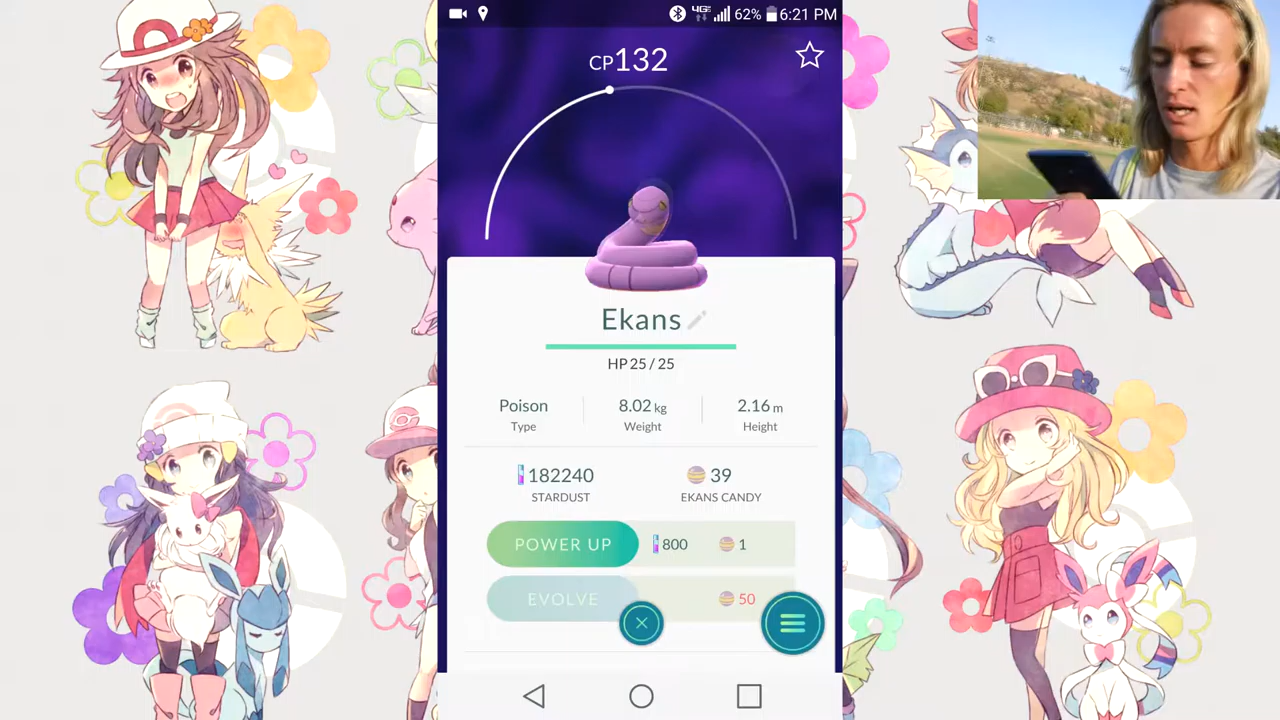 4GE 62% 6:21 PM
CP132
Ekans
HP 25 / 25
Poison 8.02 kg 2.16 m
Type Weight Height
182240 39
STARDUST EKANS CANDY
POWER UP 800 1
EVOLVE 50